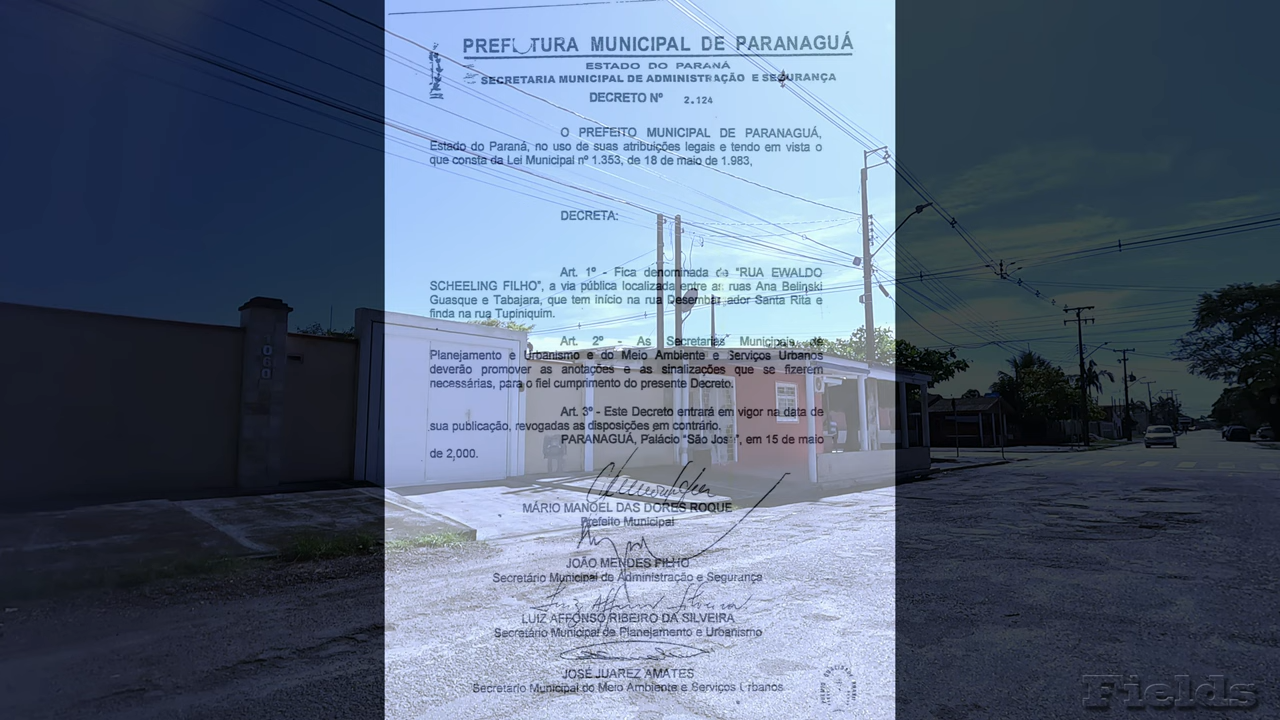 PREFEITURA MUNICIPAL DE PARANAGUÁ
ESTADO DO PARANÁ
SECRETARIA MUNICIPAL DE ADMINISTRAÇÃO E SEGURANÇA
DECRETO Nº 2.124
O PREFEITO MUNICIPAL DE PARANAGUÁ,
Estado do Paraná, no uso de suas atribuições legais e tendo em vista o
que consta da Lei Municipal nº 1.353, de 18 de maio de 1.983,
DECRETA:
Art. 1º - Fica denominada de "RUA EWALDO
SCHEELING FILHO", a via pública localizada entre as ruas Ana Belinski
Guasque e Tabajara, que tem início na rua Desembargador Santa Rita e
finda na rua Tupiniquim.
Art. 2º - As Secretarias Municipais de
Planejamento e Urbanismo e do Meio Ambiente e Serviços Urbanos
deverão promover as anotações e as sinalizações que se fizerem
necessárias, para o fiel cumprimento do presente Decreto.
Art. 3º - Este Decreto entrará em vigor na data de
sua publicação, revogadas as disposições em contrário.
PARANAGUÁ, Palácio "São José", em 15 de maio
de 2,000.
MÁRIO MANOEL DAS DORES ROQUE
Prefeito Municipal
JOÃO MENDES FILHO
Secretário Municipal de Administração e Segurança
Luiz Affonso Silveira
LUIZ AFFONSO RIBEIRO DA SILVEIRA
Secretário Municipal de Planejamento e Urbanismo
JOSÉ JUAREZ AMATES
Secretário Municipal do Meio Ambiente e Serviços Urbanos
Fields